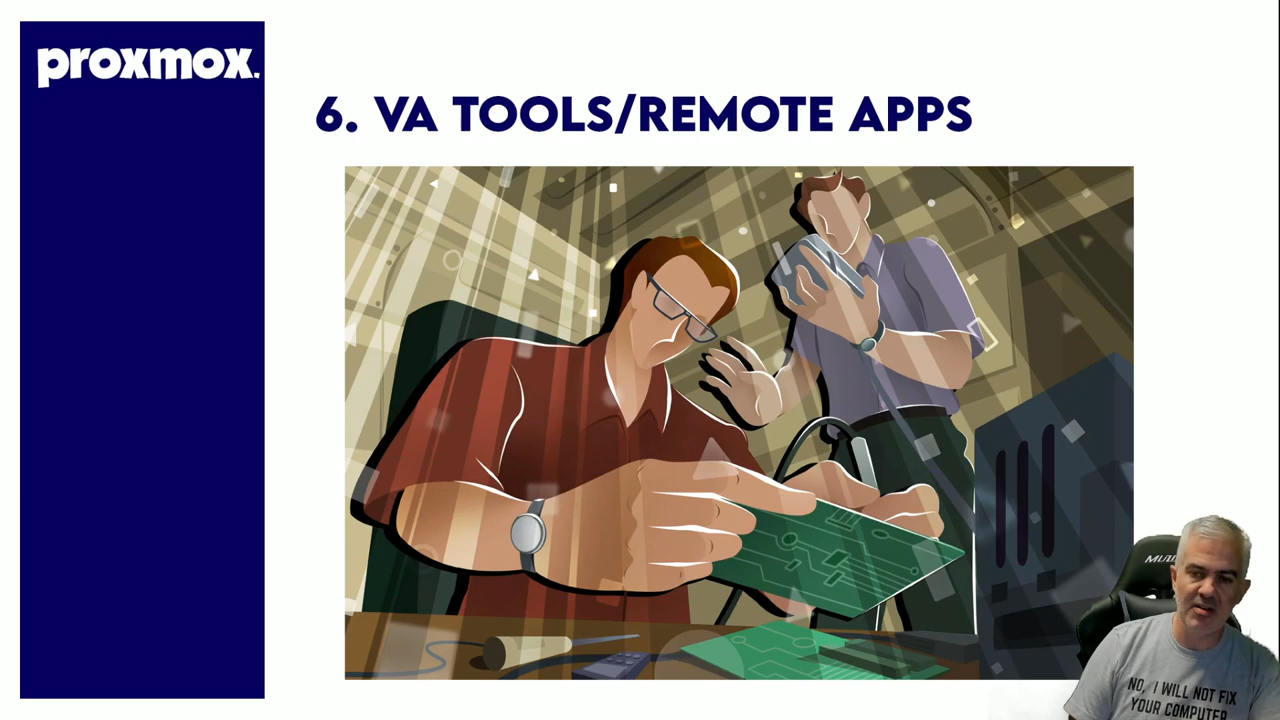 proxmox.
6. VA TOOLS/REMOTE APPS
NO, I WILL NOT FIX
YOUR COMPUTER